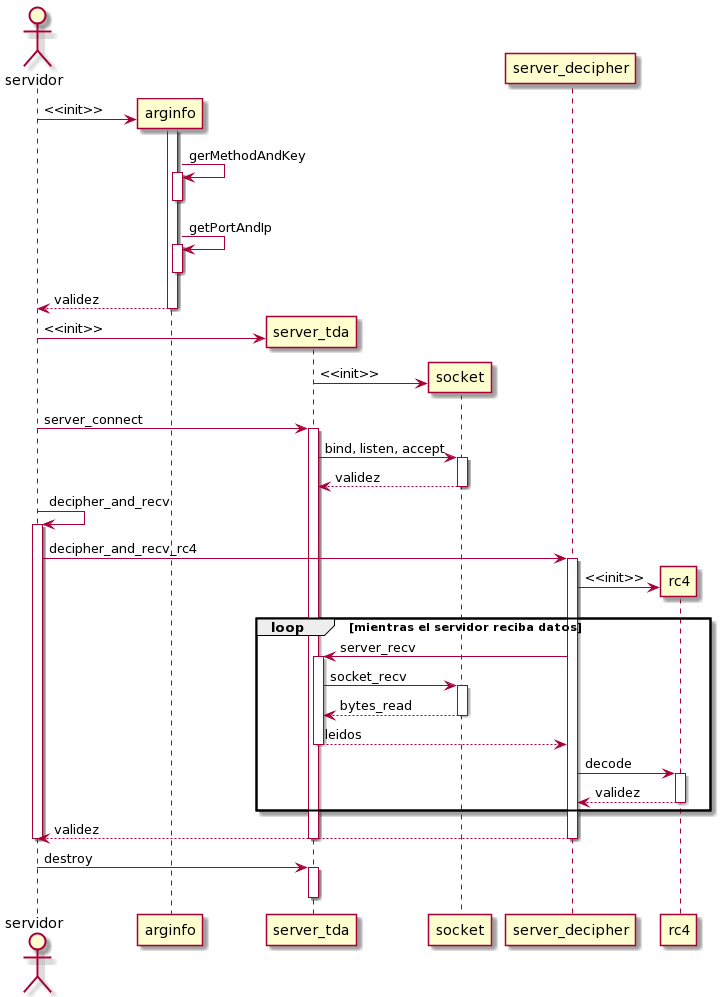 servidor
server_decipher
<<init>>
arginfo
gerMethodAndKey
getPortAndIp
validez
<<init>>
server_tda
<<init>>
socket
server_connect
bind, listen, accept
validez
decipher_and_recv
decipher_and_recv_rc4
<<init>>
rc4
loop [mientras el servidor reciba datos]
server_recv
socket_recv
bytes_read
leidos
decode
validez
validez
destroy
servidor
arginfo
server_tda
socket
server_decipher
rc4